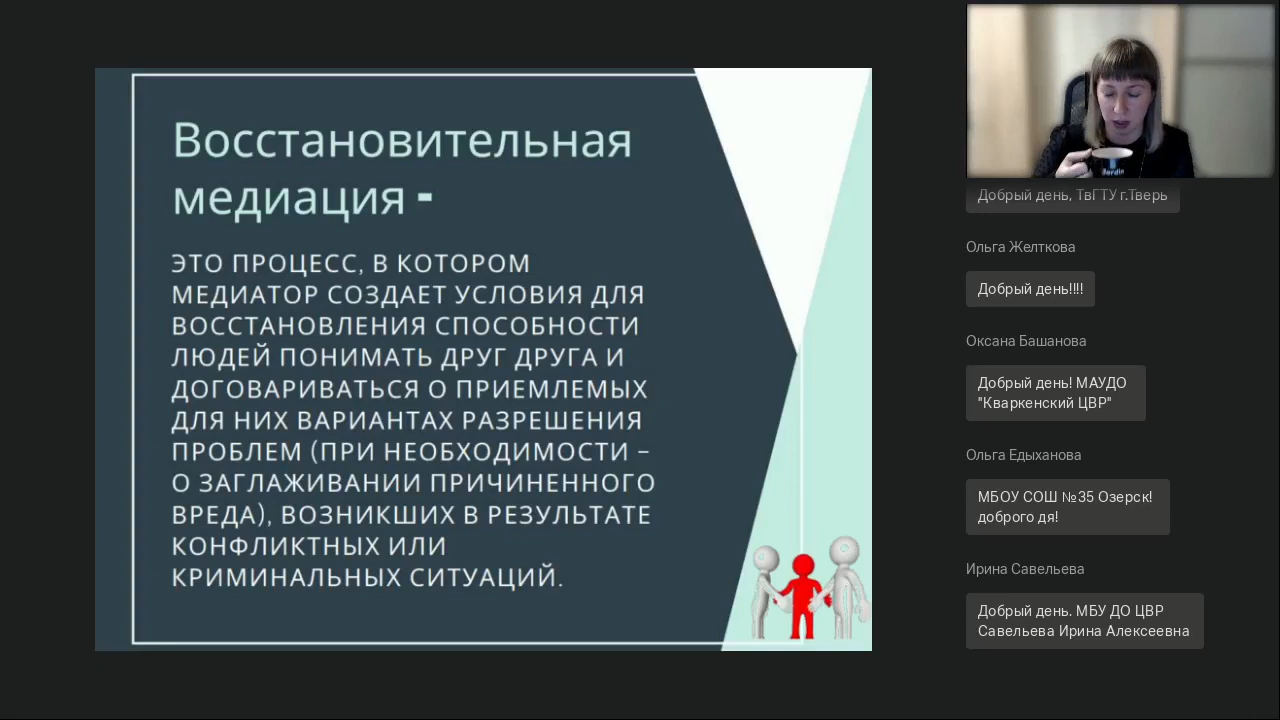 Восстановительная
медиация -
ЭТО ПРОЦЕСС, В КОТОРОМ
МЕДИАТОР СОЗДАЕТ УСЛОВИЯ ДЛЯ
ВОССТАНОВЛЕНИЯ СПОСОБНОСТИ
ЛЮДЕЙ ПОНИМАТЬ ДРУГ ДРУГА И
ДОГОВАРИВАТЬСЯ О ПРИЕМЛЕМЫХ
ДЛЯ НИХ ВАРИАНТАХ РАЗРЕШЕНИЯ
ПРОБЛЕМ (ПРИ НЕОБХОДИМОСТИ –
О ЗАГЛАЖИВАНИИ ПРИЧИНЕННОГО
ВРЕДА), ВОЗНИКШИХ В РЕЗУЛЬТАТЕ
КОНФЛИКТНЫХ ИЛИ
КРИМИНАЛЬНЫХ СИТУАЦИЙ.
Добрый день, ТвГТУ г.Тверь
Ольга Желткова
Добрый день!!!!
Оксана Башанова
Добрый день! МАУДО
"Кваркенский ЦВР"
Ольга Едыханова
МБОУ СОШ №35 Озерск!
доброго дя!
Ирина Савельева
Добрый день. МБУ ДО ЦВР
Савельева Ирина Алексеевна